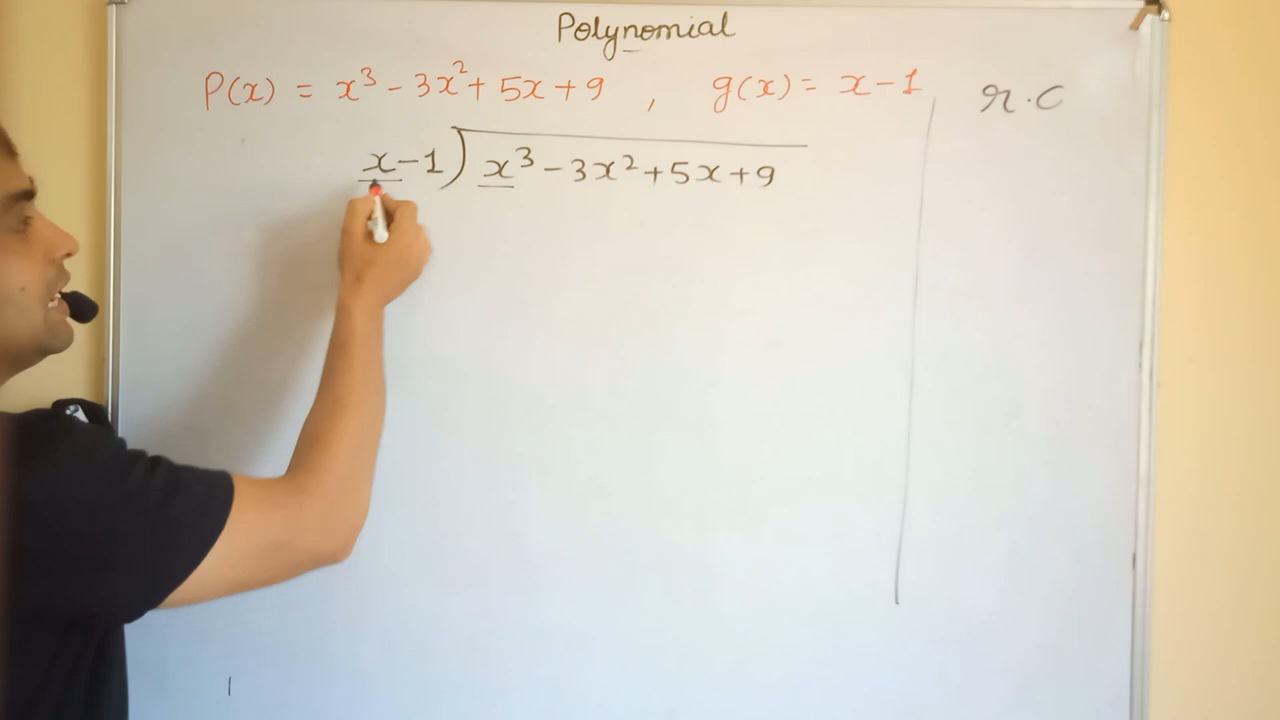 Polynomial
P(x) = x³ - 3x² + 5x + 9 , g(x) = x - 1
r.c
x - 1 ) x³ - 3x² + 5x + 9